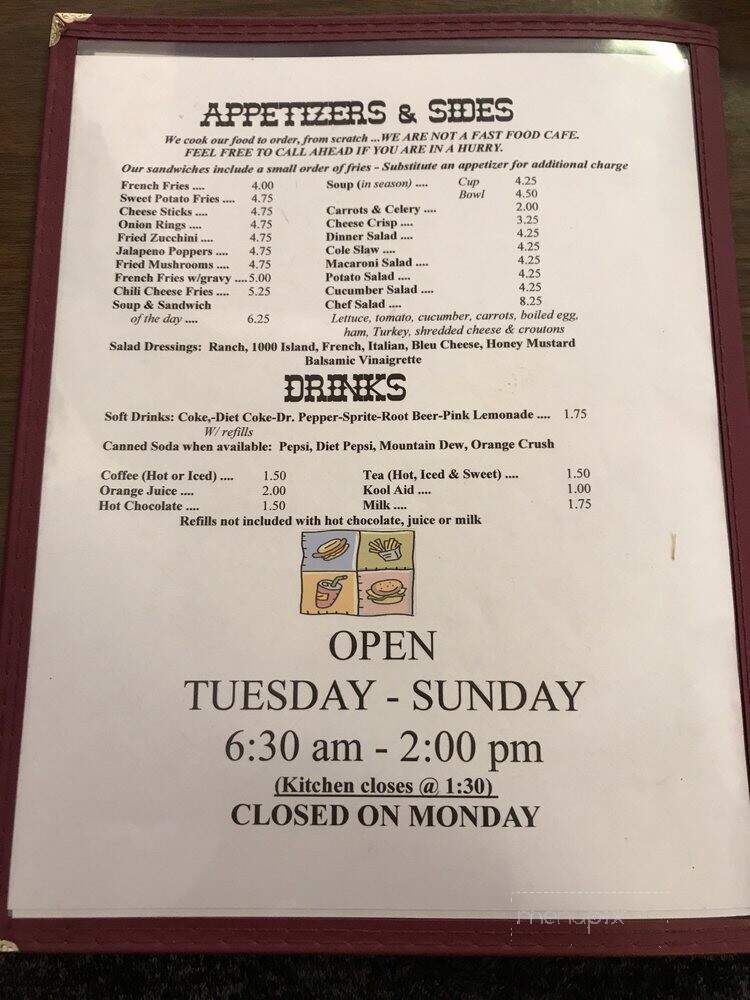 APPETIZERS & SIDES
We cook our food to order, from scratch ...WE ARE NOT A FAST FOOD CAFE.
FEEL FREE TO CALL AHEAD IF YOU ARE IN A HURRY.
Our sandwiches include a small order of fries - Substitute an appetizer for additional charge
French Fries .... 4.00
Sweet Potato Fries .... 4.75
Cheese Sticks .... 4.75
Onion Rings .... 4.75
Fried Zucchini .... 4.75
Jalapeno Poppers .... 4.75
Fried Mushrooms .... 4.75
French Fries w/gravy ....5.00
Chili Cheese Fries .... 5.25
Soup & Sandwich
of the day .... 6.25
Soup (in season) .... Cup 4.25
Bowl 4.50
Carrots & Celery .... 2.00
Cheese Crisp .... 3.25
Dinner Salad .... 4.25
Cole Slaw .... 4.25
Macaroni Salad .... 4.25
Potato Salad .... 4.25
Cucumber Salad .... 4.25
Chef Salad .... 8.25
Lettuce, tomato, cucumber, carrots, boiled egg,
ham, Turkey, shredded cheese & croutons
Salad Dressings: Ranch, 1000 Island, French, Italian, Bleu Cheese, Honey Mustard
Balsamic Vinaigrette
DRINKS
Soft Drinks: Coke,-Diet Coke-Dr. Pepper-Sprite-Root Beer-Pink Lemonade .... 1.75
W/ refills
Canned Soda when available: Pepsi, Diet Pepsi, Mountain Dew, Orange Crush
Coffee (Hot or Iced) .... 1.50
Orange Juice .... 2.00
Hot Chocolate .... 1.50
Tea (Hot, Iced & Sweet) .... 1.50
Kool Aid .... 1.00
Milk .... 1.75
Refills not included with hot chocolate, juice or milk
OPEN
TUESDAY - SUNDAY
6:30 am - 2:00 pm
(Kitchen closes @ 1:30)
CLOSED ON MONDAY
menupix